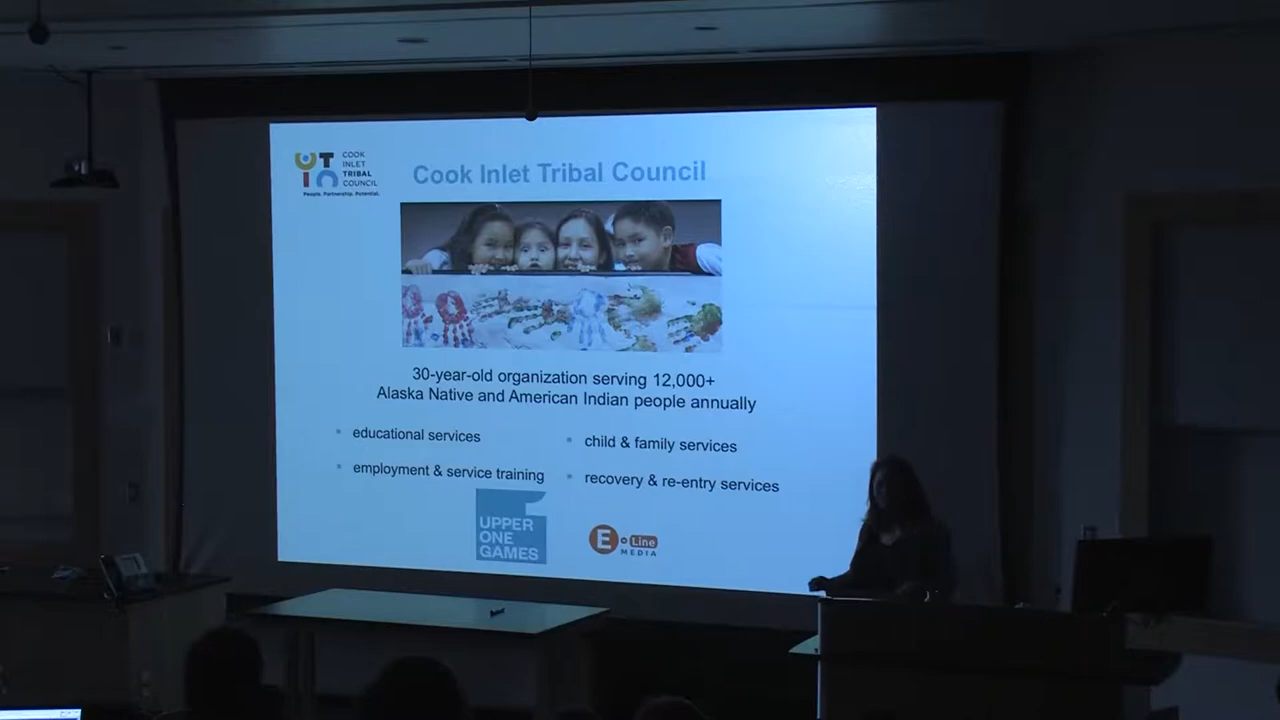 COOK
INLET
TRIBAL
COUNCIL
People. Partnership. Potential.
Cook Inlet Tribal Council
30-year-old organization serving 12,000+
Alaska Native and American Indian people annually
educational services
child & family services
employment & service training
recovery & re-entry services
UPPER
ONE
GAMES
E-Line
MEDIA